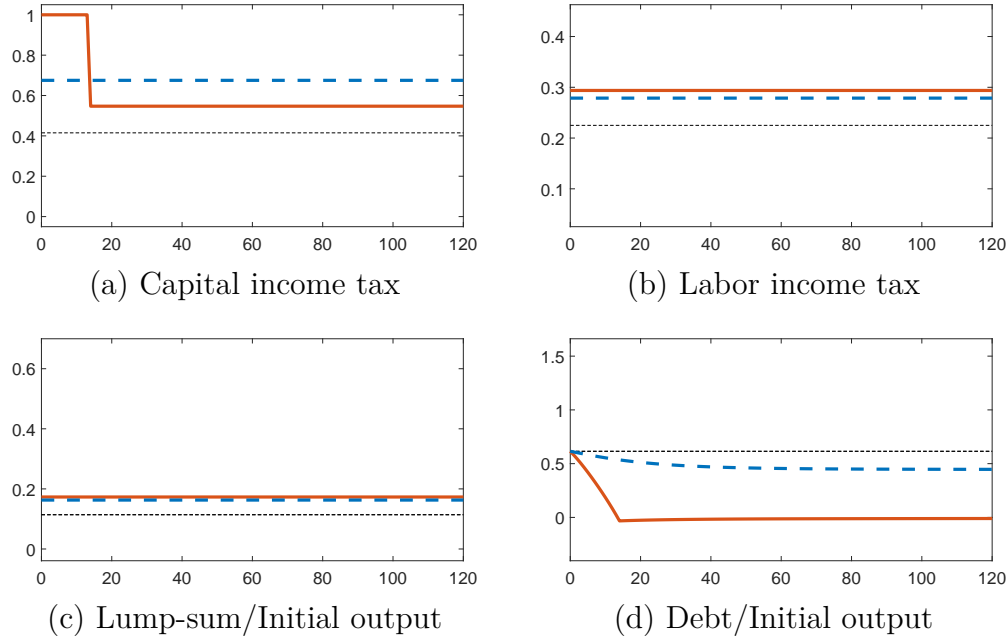 1
0.8
0.6
0.4
0.2
0
0 20 40 60 80 100 120
(a) Capital income tax
0.4
0.3
0.2
0.1
0 20 40 60 80 100 120
(b) Labor income tax
0.6
0.4
0.2
0
0 20 40 60 80 100 120
(c) Lump-sum/Initial output
1.5
1
0.5
0
0 20 40 60 80 100 120
(d) Debt/Initial output